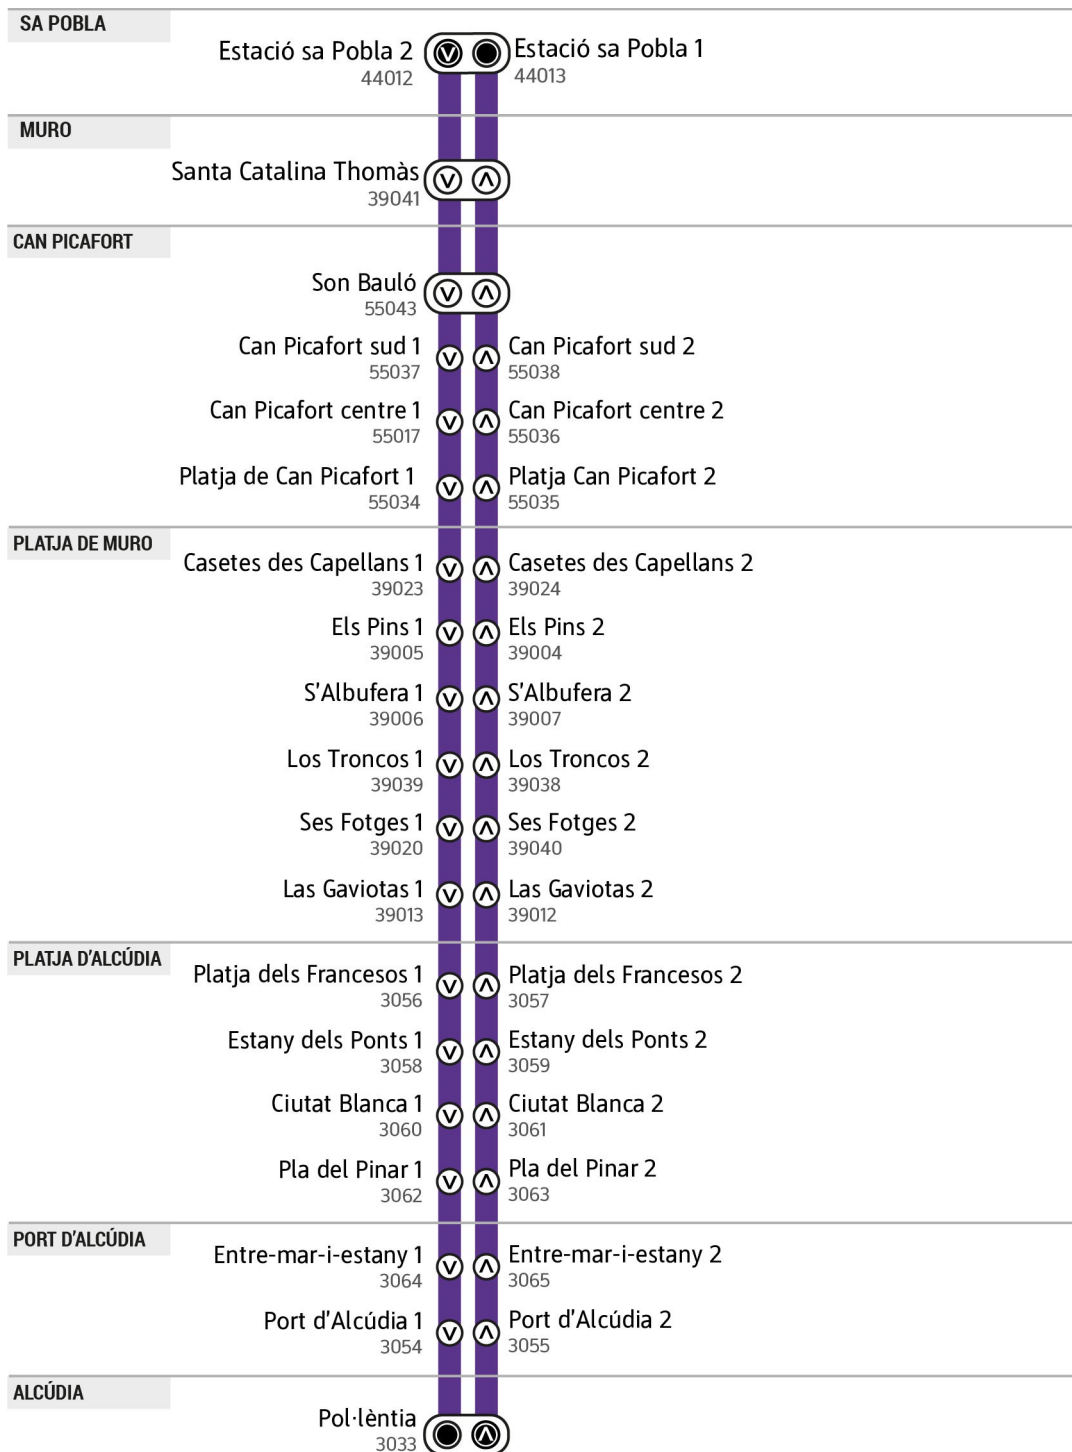 SA POBLA
Estació sa Pobla 2
44012
Estació sa Pobla 1
44013
MURO
Santa Catalina Thomàs
39041
CAN PICAFORT
Son Bauló
55043
Can Picafort sud 1
55037
Can Picafort sud 2
55038
Can Picafort centre 1
55017
Can Picafort centre 2
55036
Platja de Can Picafort 1
55034
Platja Can Picafort 2
55035
PLATJA DE MURO
Casetes des Capellans 1
39023
Casetes des Capellans 2
39024
Els Pins 1
39005
Els Pins 2
39004
S'Albufera 1
39006
S'Albufera 2
39007
Los Troncos 1
39039
Los Troncos 2
39038
Ses Fotges 1
39020
Ses Fotges 2
39040
Las Gaviotas 1
39013
Las Gaviotas 2
39012
PLATJA D'ALCÚDIA
Platja dels Francesos 1
3056
Platja dels Francesos 2
3057
Estany dels Ponts 1
3058
Estany dels Ponts 2
3059
Ciutat Blanca 1
3060
Ciutat Blanca 2
3061
Pla del Pinar 1
3062
Pla del Pinar 2
3063
PORT D'ALCÚDIA
Entre-mar-i-estany 1
3064
Entre-mar-i-estany 2
3065
Port d'Alcúdia 1
3054
Port d'Alcúdia 2
3055
ALCÚDIA
Pol·lèntia
3033